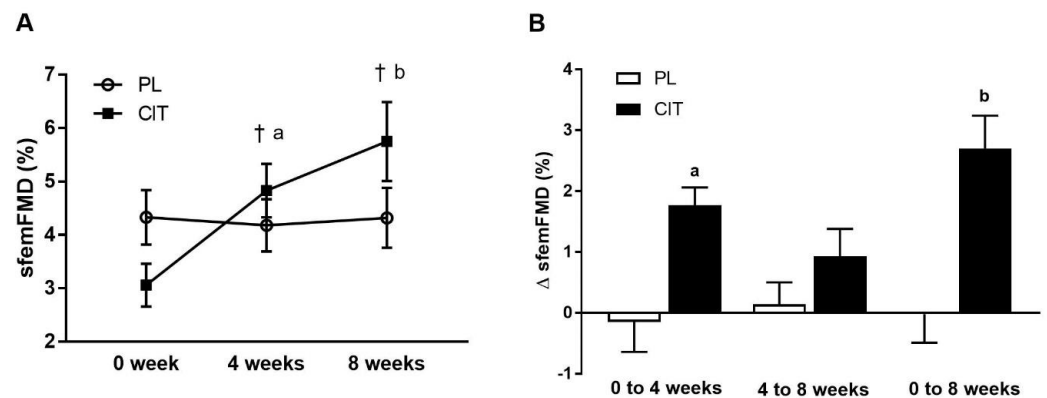 A
sfemFMD (%)
7
6
5
4
3
2
PL
CIT
† a
† b
0 week 4 weeks 8 weeks
B
Δ sfemFMD (%)
4
3
2
1
0
-1
PL
CIT
a
b
0 to 4 weeks 4 to 8 weeks 0 to 8 weeks